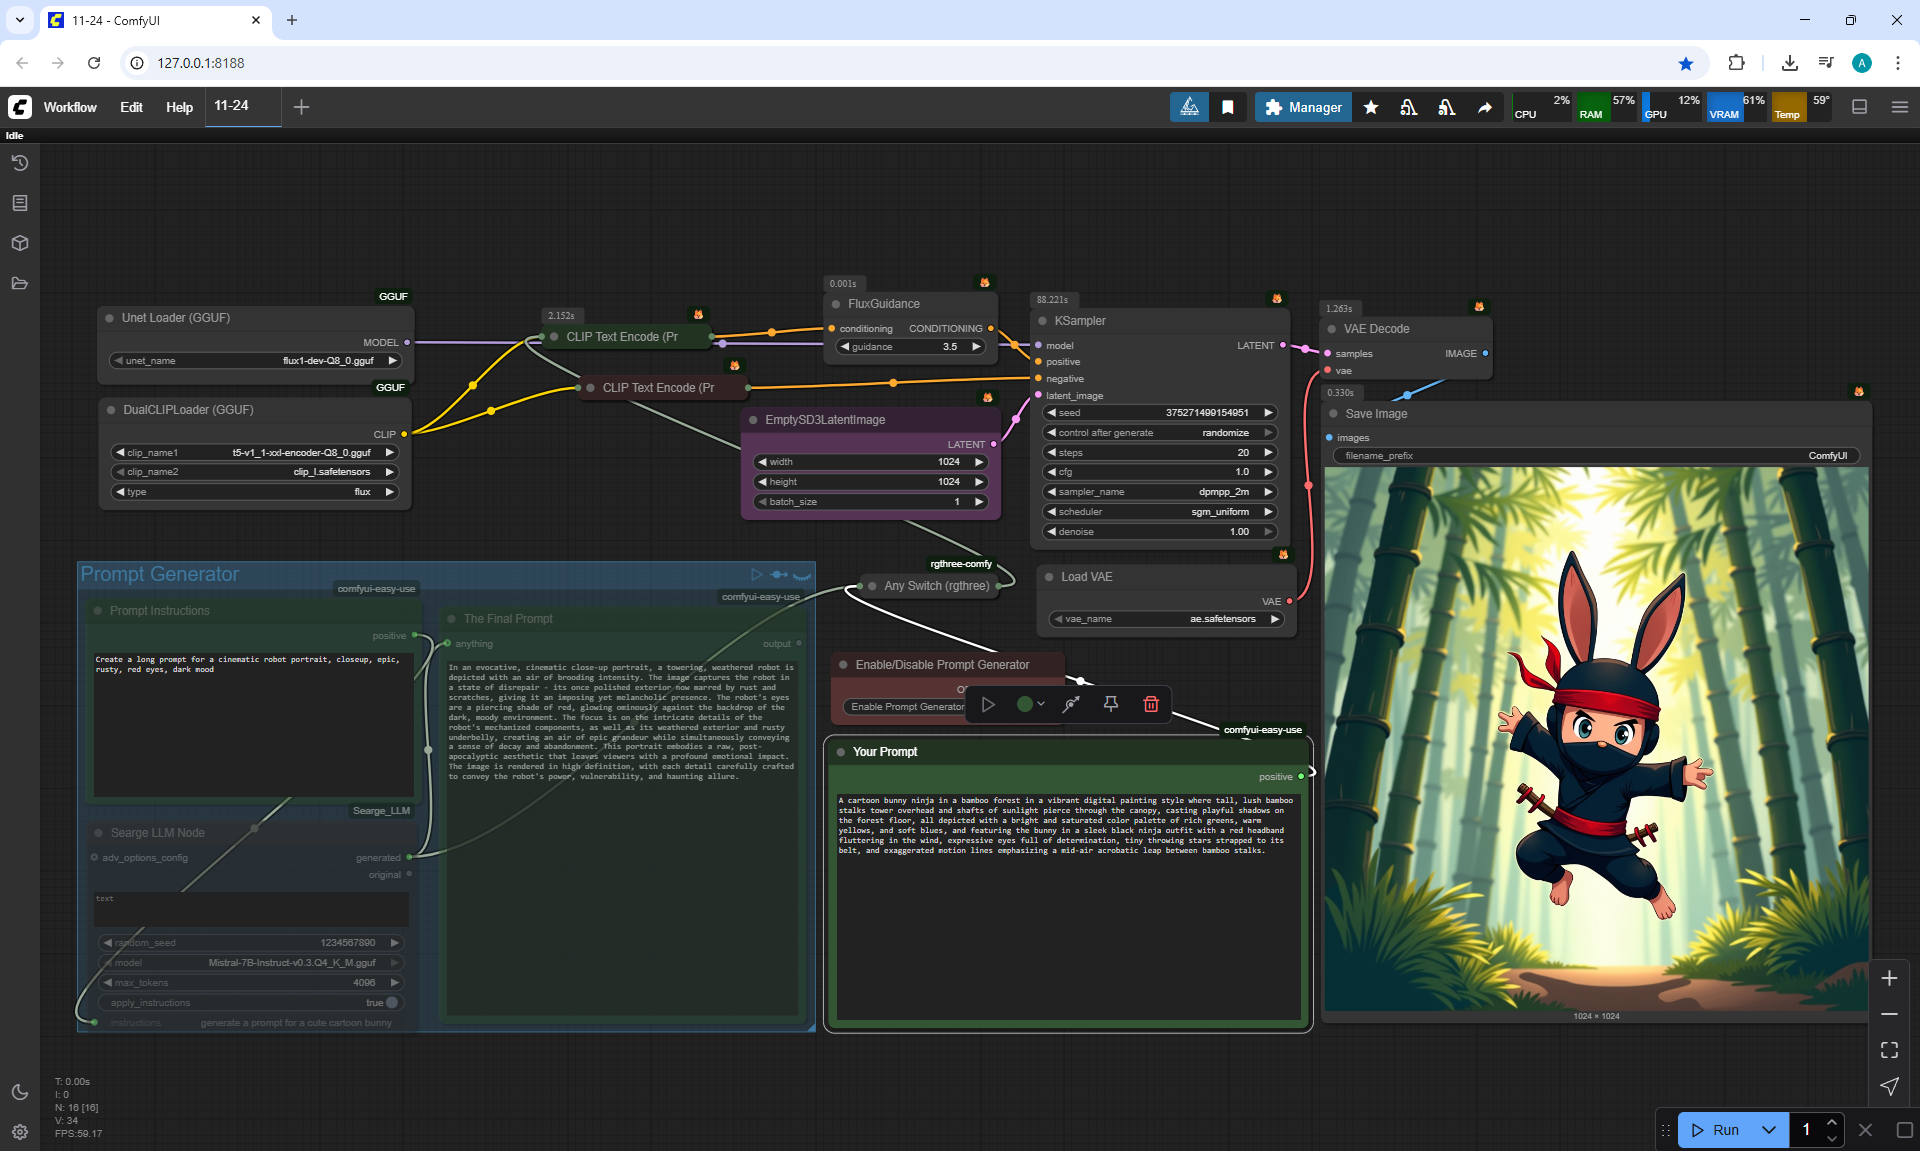 11-24 - ComfyUI
127.0.0.1:8188
A
Workflow
Edit
Help
11-24
Manager
2%
CPU
57%
RAM
12%
GPU
61%
VRAM
59°
Temp
Idle
GGUF
Unet Loader (GGUF)
MODEL
unet_name
flux1-dev-Q8_0.gguf
GGUF
DualCLIPLoader (GGUF)
CLIP
clip_name1
t5-v1_1-xxl-encoder-Q8_0.gguf
clip_name2
clip_l.safetensors
type
flux
2.152s
CLIP Text Encode (Pr
CLIP Text Encode (Pr
0.001s
FluxGuidance
conditioning
CONDITIONING
guidance
3.5
EmptySD3LatentImage
LATENT
width
1024
height
1024
batch_size
1
88.221s
KSampler
model
LATENT
positive
negative
latent_image
seed
375271499154951
control after generate
randomize
steps
20
cfg
1.0
sampler_name
dpmpp_2m
scheduler
sgm_uniform
denoise
1.00
1.263s
VAE Decode
samples
IMAGE
vae
0.330s
Save Image
images
filename_prefix
ComfyUI
1024 × 1024
rgthree-comfy
Any Switch (rgthree)
Load VAE
VAE
vae_name
ae.safetensors
Prompt Generator
comfyui-easy-use
Prompt Instructions
positive
Create a long prompt for a cinematic robot portrait, closeup, epic,
rusty, red eyes, dark mood
comfyui-easy-use
The Final Prompt
anything
output
In an evocative, cinematic close-up portrait, a towering, weathered robot is
depicted with an air of brooding intensity. The image captures the robot in
a state of disrepair - its once polished exterior now marred by rust and
scratches, giving it an imposing yet melancholic presence. The robot's eyes
are a piercing shade of red, glowing ominously against the backdrop of the
dark, moody environment. The focus is on the intricate details of the
robot's mechanized components, as well as its weathered exterior and rusty
underbelly, creating an air of epic grandeur while simultaneously conveying
a sense of decay and abandonment. This portrait embodies a raw, post-
apocalyptic aesthetic that leaves viewers with a profound emotional impact.
The image is rendered in high definition, with each detail carefully crafted
to convey the robot's power, vulnerability, and haunting allure.
Searge_LLM
Searge LLM Node
adv_options_config
generated
original
text
random_seed
1234567890
model
Mistral-7B-Instruct-v0.3.Q4_K_M.gguf
max_tokens
4096
apply_instructions
true
instructions
generate a prompt for a cute cartoon bunny
Enable/Disable Prompt Generator
Enable Prompt Generator
comfyui-easy-use
Your Prompt
positive
A cartoon bunny ninja in a bamboo forest in a vibrant digital painting style where tall, lush bamboo
stalks tower overhead and shafts of sunlight pierce through the canopy, casting playful shadows on
the forest floor, all depicted with a bright and saturated color palette of rich greens, warm
yellows, and soft blues, and featuring the bunny in a sleek black ninja outfit with a red headband
fluttering in the wind, expressive eyes full of determination, tiny throwing stars strapped to its
belt, and exaggerated motion lines emphasizing a mid-air acrobatic leap between bamboo stalks.
T: 0.00s
I: 0
N: 16 [16]
V: 34
FPS:59.17
Run
1